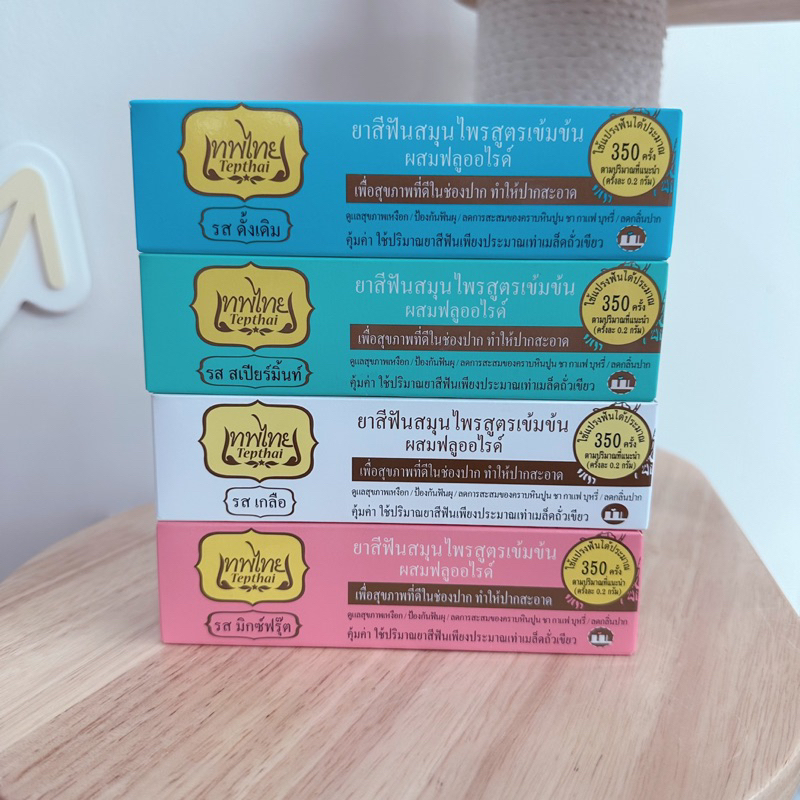 เทพไทย
Tepthai
รส ดั้งเดิม
ยาสีฟันสมุนไพรสูตรเข้มข้น
ผสมฟลูออไรด์
เพื่อสุขภาพที่ดีในช่องปาก ทำให้ปากสะอาด
ดูแลสุขภาพเหงือก / ป้องกันฟันผุ / ลดการสะสมของคราบหินปูน ชา กาแฟ บุหรี่ / ลดกลิ่นปาก
คุ้มค่า ใช้ปริมาณยาสีฟันเพียงประมาณเท่าเมล็ดถั่วเขียว
ใช้แปรงฟันได้ประมาณ
350 ครั้ง
ตามปริมาณที่แนะนำ
(ครั้งละ 0.2 กรัม)
เทพไทย
Tepthai
รส สเปียร์มิ้นท์
ยาสีฟันสมุนไพรสูตรเข้มข้น
ผสมฟลูออไรด์
เพื่อสุขภาพที่ดีในช่องปาก ทำให้ปากสะอาด
ดูแลสุขภาพเหงือก / ป้องกันฟันผุ / ลดการสะสมของคราบหินปูน ชา กาแฟ บุหรี่ / ลดกลิ่นปาก
คุ้มค่า ใช้ปริมาณยาสีฟันเพียงประมาณเท่าเมล็ดถั่วเขียว
ใช้แปรงฟันได้ประมาณ
350 ครั้ง
ตามปริมาณที่แนะนำ
(ครั้งละ 0.2 กรัม)
เทพไทย
Tepthai
รส เกลือ
ยาสีฟันสมุนไพรสูตรเข้มข้น
ผสมฟลูออไรด์
เพื่อสุขภาพที่ดีในช่องปาก ทำให้ปากสะอาด
ดูแลสุขภาพเหงือก / ป้องกันฟันผุ / ลดการสะสมของคราบหินปูน ชา กาแฟ บุหรี่ / ลดกลิ่นปาก
คุ้มค่า ใช้ปริมาณยาสีฟันเพียงประมาณเท่าเมล็ดถั่วเขียว
ใช้แปรงฟันได้ประมาณ
350 ครั้ง
ตามปริมาณที่แนะนำ
(ครั้งละ 0.2 กรัม)
เทพไทย
Tepthai
รส มิกซ์ฟรุ๊ต
ยาสีฟันสมุนไพรสูตรเข้มข้น
ผสมฟลูออไรด์
เพื่อสุขภาพที่ดีในช่องปาก ทำให้ปากสะอาด
ดูแลสุขภาพเหงือก / ป้องกันฟันผุ / ลดการสะสมของคราบหินปูน ชา กาแฟ บุหรี่ / ลดกลิ่นปาก
คุ้มค่า ใช้ปริมาณยาสีฟันเพียงประมาณเท่าเมล็ดถั่วเขียว
ใช้แปรงฟันได้ประมาณ
350 ครั้ง
ตามปริมาณที่แนะนำ
(ครั้งละ 0.2 กรัม)